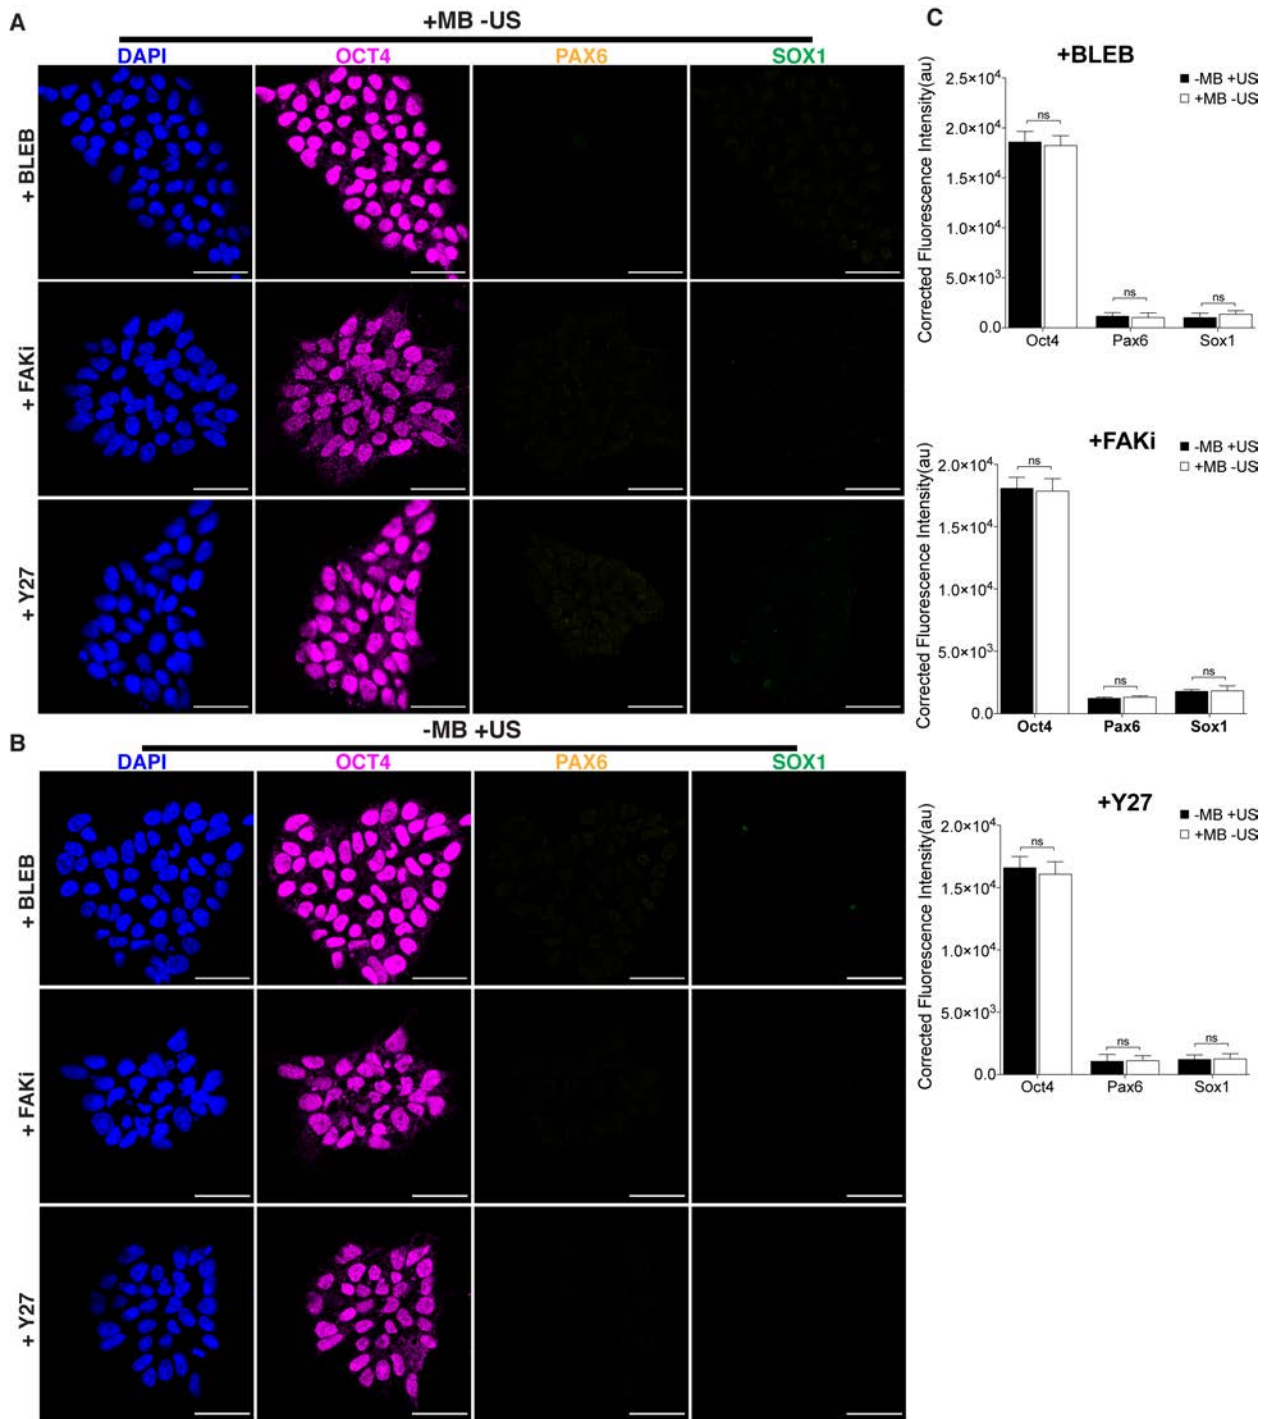 A
+MB -US
DAPI OCT4 PAX6 SOX1
+ BLEB
+ FAKi
+ Y27
B
-MB +US
DAPI OCT4 PAX6 SOX1
+ BLEB
+ FAKi
+ Y27
C
+BLEB
-MB +US
+MB -US
Corrected Fluorescence Intensity(au)
2.5×10⁴
2.0×10⁴
1.5×10⁴
1.0×10⁴
5.0×10³
0.0
ns
ns
ns
Oct4 Pax6 Sox1
+FAKi
-MB +US
+MB -US
Corrected Fluorescence Intensity(au)
2.0×10⁴
1.5×10⁴
1.0×10⁴
5.0×10³
0.0
ns
ns
ns
Oct4 Pax6 Sox1
+Y27
-MB +US
+MB -US
Corrected Fluorescence Intensity(au)
2.0×10⁴
1.5×10⁴
1.0×10⁴
5.0×10³
0.0
ns
ns
ns
Oct4 Pax6 Sox1